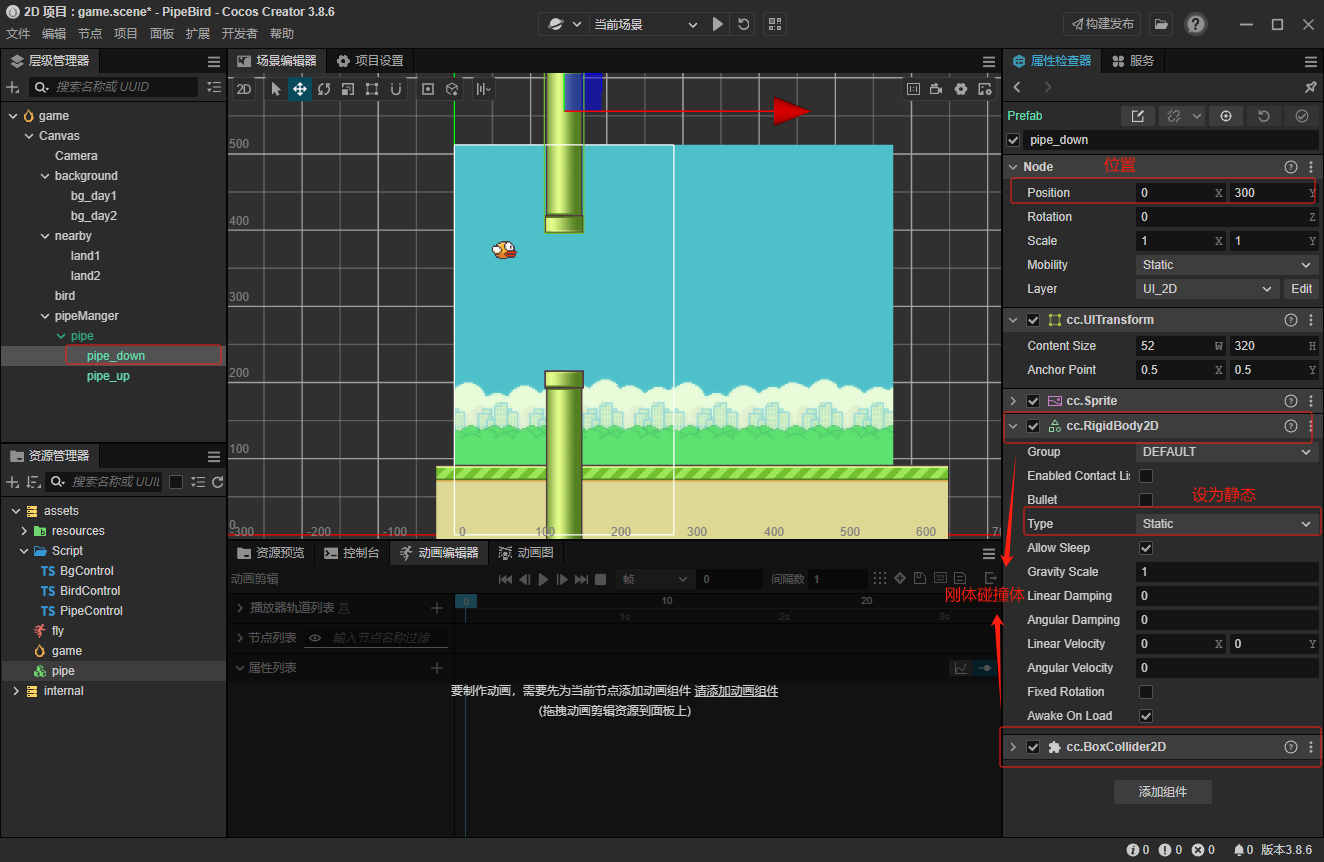 2D 项目 : game.scene* - PipeBird - Cocos Creator 3.8.6
文件 编辑 节点 项目 面板 扩展 开发者 帮助
当前场景
构建发布
层级管理器
搜索名称或 UUID
game
Canvas
Camera
background
bg_day1
bg_day2
nearby
land1
land2
bird
pipeManger
pipe
pipe_down
pipe_up
资源管理器
搜索名称或 UUI
assets
resources
Script
TS BgControl
TS BirdControl
TS PipeControl
fly
game
pipe
internal
场景编辑器 项目设置
2D
500
400
300
200
100
0
-300 -200 -100 0 100 200 300 400 500 600 70
资源预览 控制台 动画编辑器 动画图
动画剪辑 帧 0 间隔数 1
播放器轨道列表 0 10 20
1s 2s 3s
节点列表 输入节点名称过滤
属性列表
要制作动画，需要先为当前节点添加动画组件 请添加动画组件
(拖拽动画剪辑资源到面板上)
刚体碰撞体
属性检查器 服务
Prefab
pipe_down
Node 位置
Position 0 X 300 Y
Rotation 0 Z
Scale 1 X 1 Y
Mobility Static
Layer UI_2D Edit
cc.UITransform
Content Size 52 W 320 H
Anchor Point 0.5 X 0.5 Y
cc.Sprite
cc.RigidBody2D
Group DEFAULT
Enabled Contact Li
Bullet 设为静态
Type Static
Allow Sleep
Gravity Scale 1
Linear Damping 0
Angular Damping 0
Linear Velocity 0 X 0 Y
Angular Velocity 0
Fixed Rotation
Awake On Load
cc.BoxCollider2D
添加组件
0 0 0 0 版本3.8.6